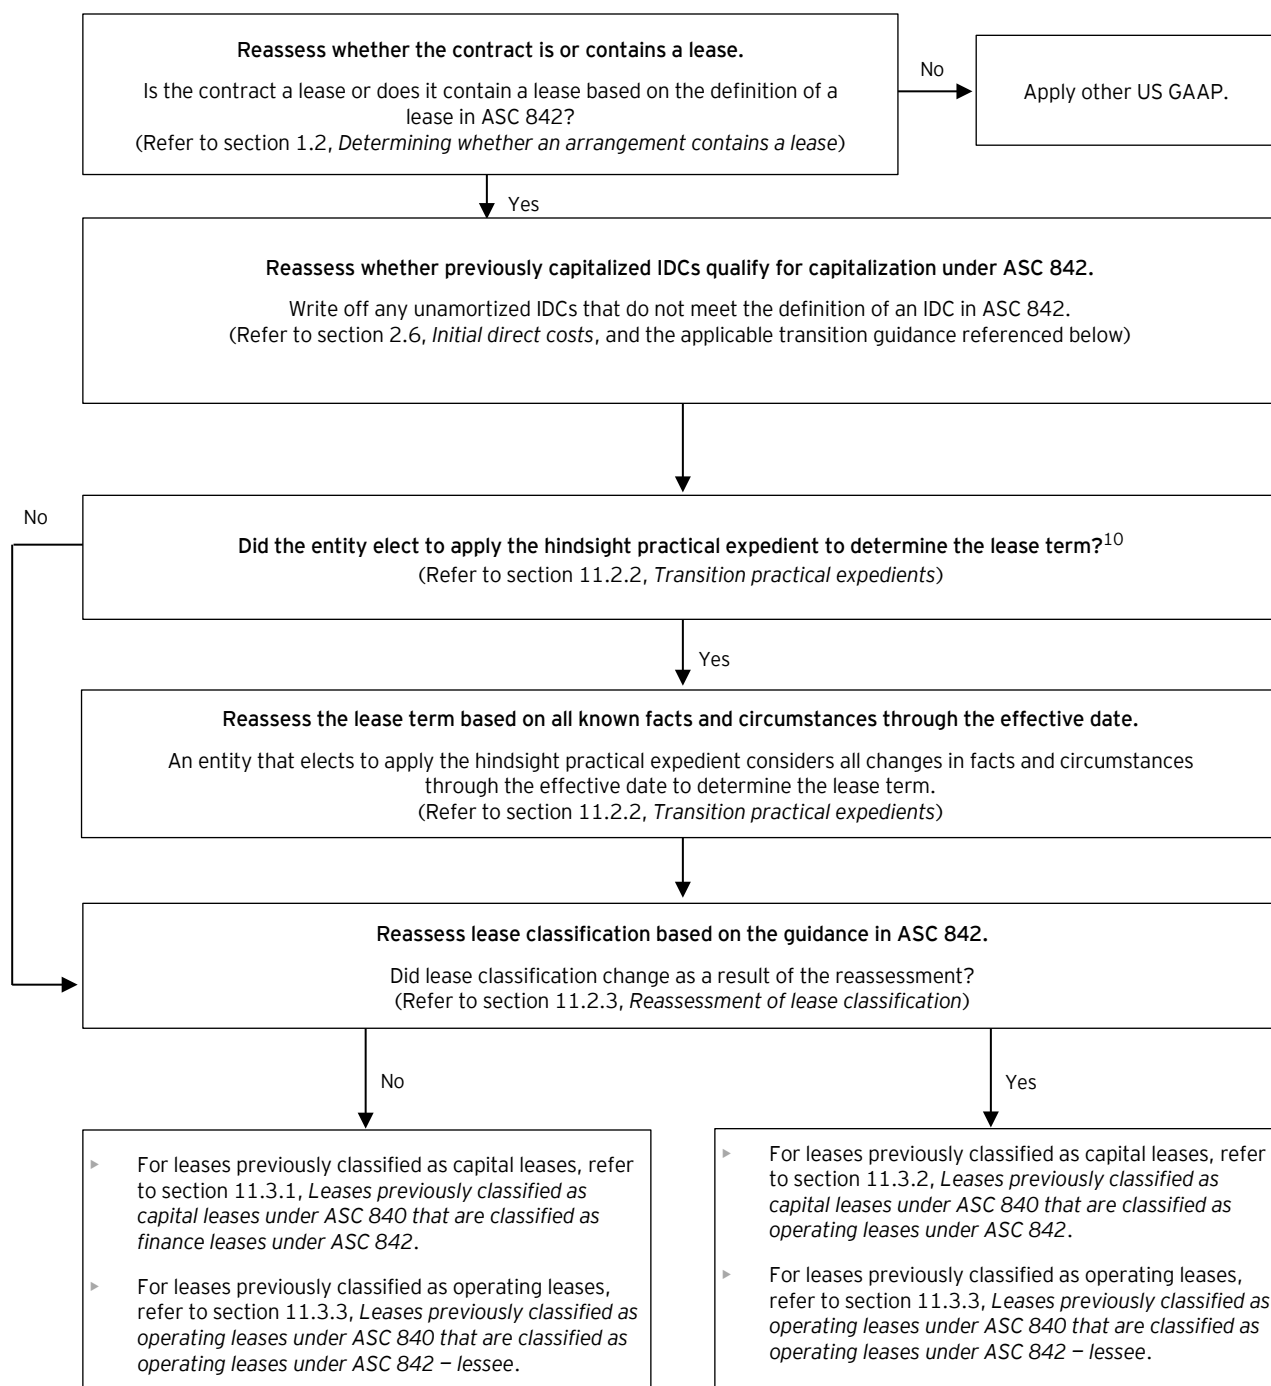 Reassess whether the contract is or contains a lease.
Is the contract a lease or does it contain a lease based on the definition of a
lease in ASC 842?
(Refer to section 1.2, Determining whether an arrangement contains a lease)
No
Apply other US GAAP.
Yes
Reassess whether previously capitalized IDCs qualify for capitalization under ASC 842.
Write off any unamortized IDCs that do not meet the definition of an IDC in ASC 842.
(Refer to section 2.6, Initial direct costs, and the applicable transition guidance referenced below)
No
Did the entity elect to apply the hindsight practical expedient to determine the lease term?10
(Refer to section 11.2.2, Transition practical expedients)
Yes
Reassess the lease term based on all known facts and circumstances through the effective date.
An entity that elects to apply the hindsight practical expedient considers all changes in facts and circumstances
through the effective date to determine the lease term.
(Refer to section 11.2.2, Transition practical expedients)
Reassess lease classification based on the guidance in ASC 842.
Did lease classification change as a result of the reassessment?
(Refer to section 11.2.3, Reassessment of lease classification)
No
Yes
For leases previously classified as capital leases, refer
to section 11.3.1, Leases previously classified as
capital leases under ASC 840 that are classified as
finance leases under ASC 842.
For leases previously classified as operating leases,
refer to section 11.3.3, Leases previously classified as
operating leases under ASC 840 that are classified as
operating leases under ASC 842 – lessee.
For leases previously classified as capital leases, refer
to section 11.3.2, Leases previously classified as
capital leases under ASC 840 that are classified as
operating leases under ASC 842.
For leases previously classified as operating leases,
refer to section 11.3.3, Leases previously classified as
operating leases under ASC 840 that are classified as
operating leases under ASC 842 – lessee.